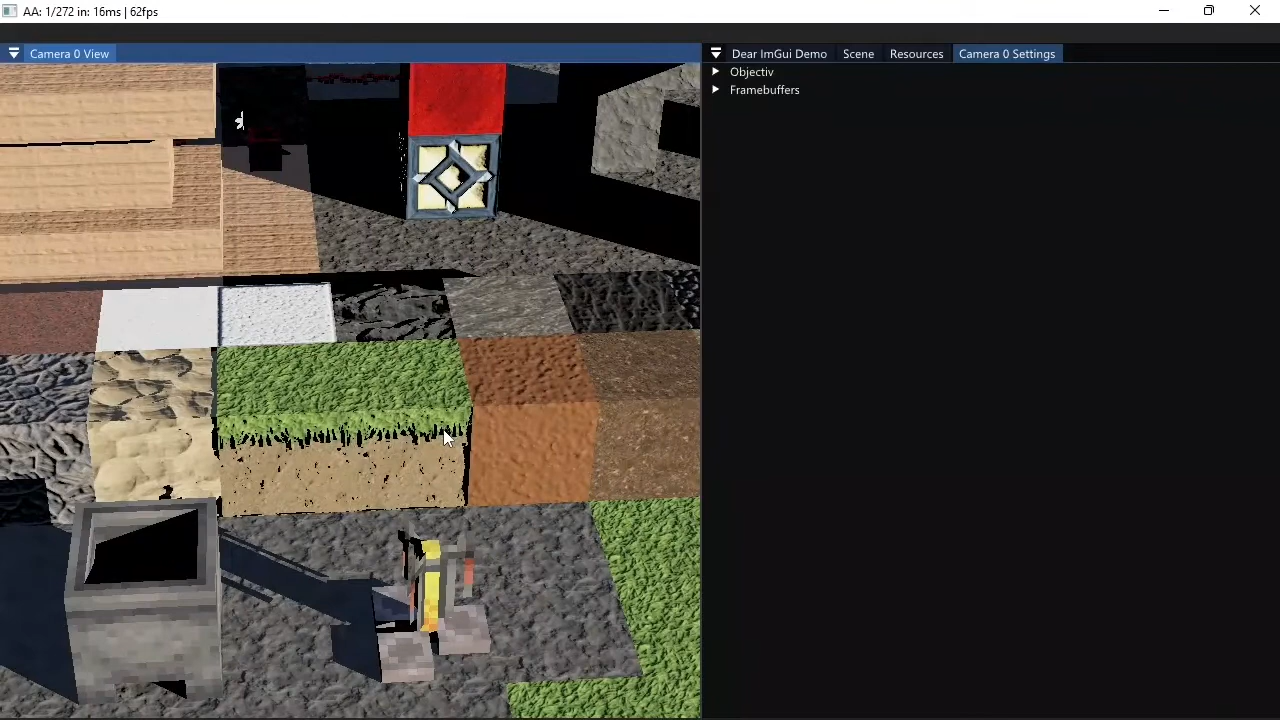 AA: 1/272 in: 16ms | 62fps
Camera 0 View
Dear ImGui Demo Scene Resources Camera 0 Settings
Objectiv
Framebuffers